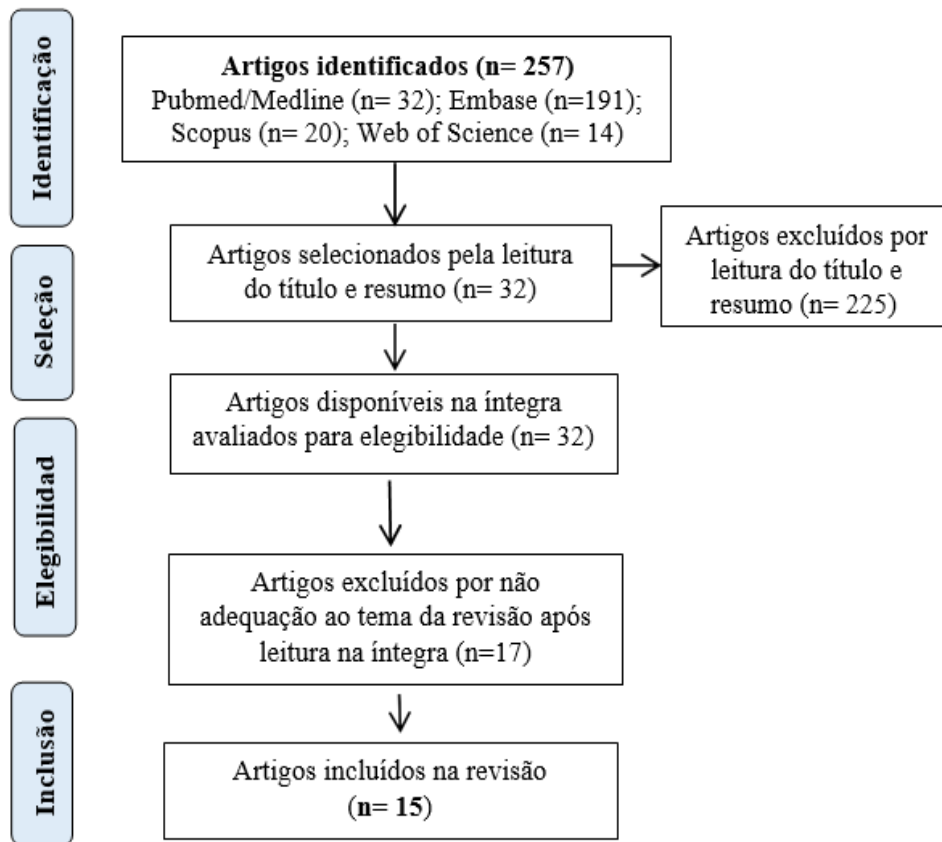 Identificação
Artigos identificados (n= 257)
Pubmed/Medline (n= 32); Embase (n=191);
Scopus (n= 20); Web of Science (n= 14)
Seleção
Artigos selecionados pela leitura
do título e resumo (n= 32)
Artigos excluídos por
leitura do título e
resumo (n= 225)
Elegibilidad
Artigos disponíveis na íntegra
avaliados para elegibilidade (n= 32)
Artigos excluídos por não
adequação ao tema da revisão após
leitura na íntegra (n=17)
Inclusão
Artigos incluídos na revisão
(n= 15)